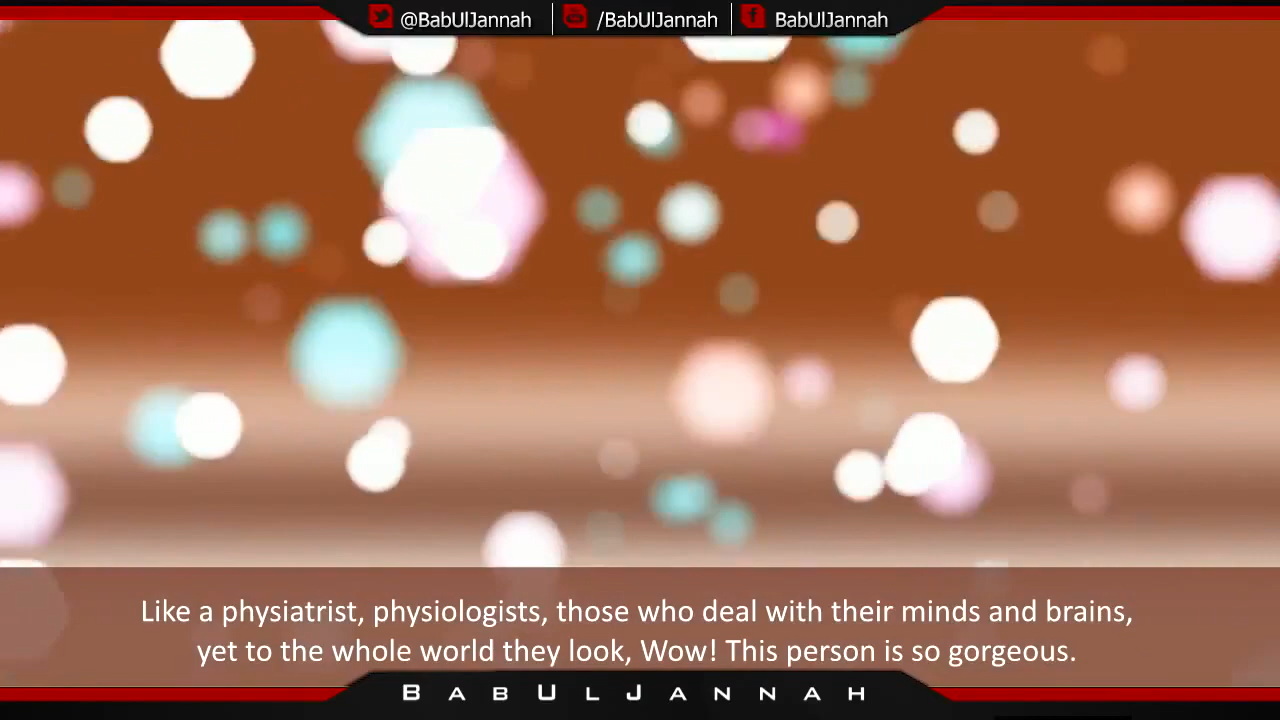 @BabUlJannah /BabUlJannah BabUlJannah
Like a physiatrist, physiologists, those who deal with their minds and brains,
yet to the whole world they look, Wow! This person is so gorgeous.
BABULJANNAH